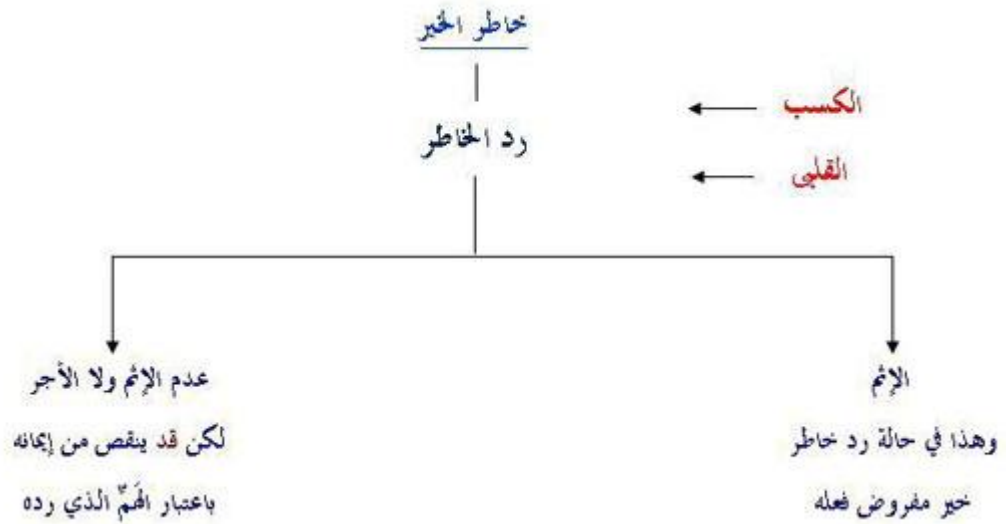 خاطر الخير
الكسب
رد الخاطر
القلبى
الإثم
وهذا في حالة رد خاطر
خير مفروض فعله
عدم الإثم ولا الأجر
لكن قد ينقص من إيمانه
باعتبار الهَمِّ الذي رده